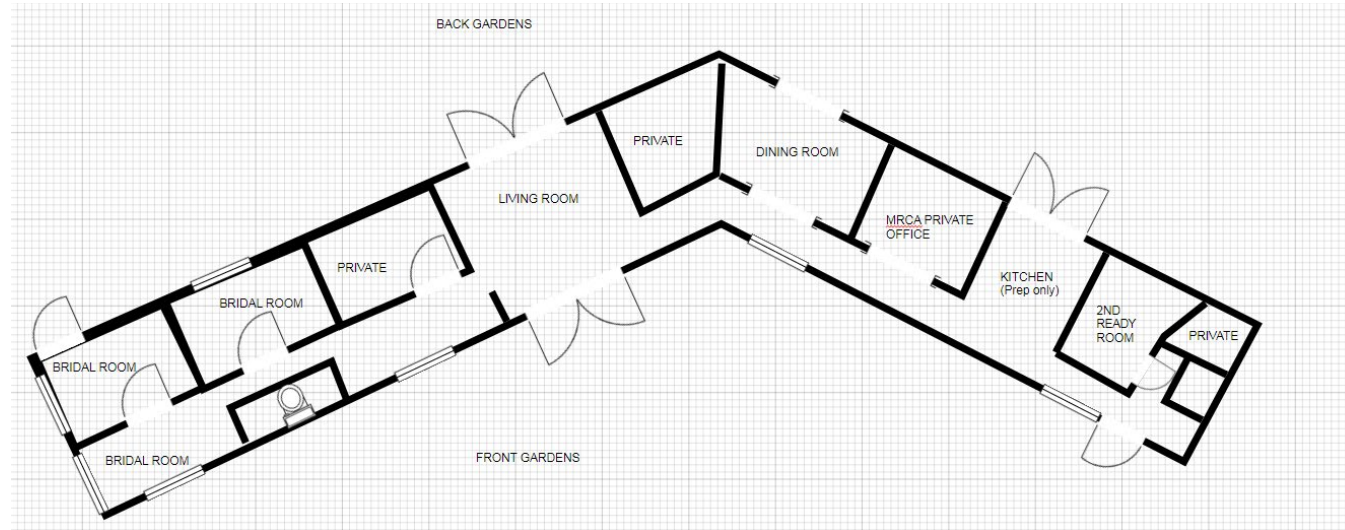 BACK GARDENS
PRIVATE
DINING ROOM
LIVING ROOM
MRCA PRIVATE
OFFICE
PRIVATE
KITCHEN
(Prep only)
BRIDAL ROOM
2ND
READY
ROOM
PRIVATE
BRIDAL ROOM
BRIDAL ROOM
FRONT GARDENS